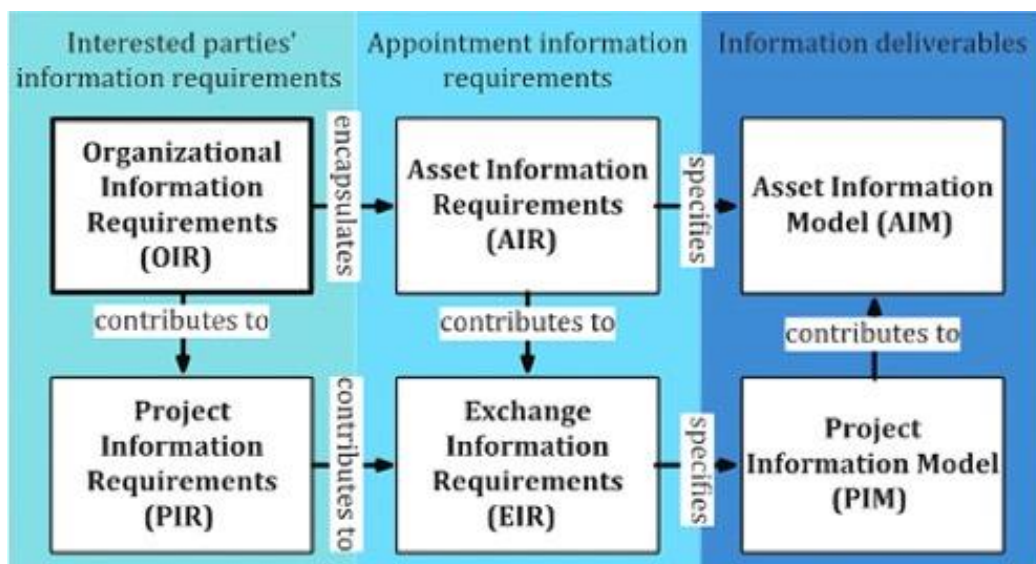 Interested parties'
information requirements
Appointment information
requirements
Information deliverables
Organizational
Information
Requirements
(OIR)
encapsulates
Asset Information
Requirements
(AIR)
specifies
Asset Information
Model (AIM)
contributes to
contributes to
contributes to
Project
Information
Requirements
(PIR)
contributes to
Exchange
Information
Requirements
(EIR)
specifies
Project
Information Model
(PIM)